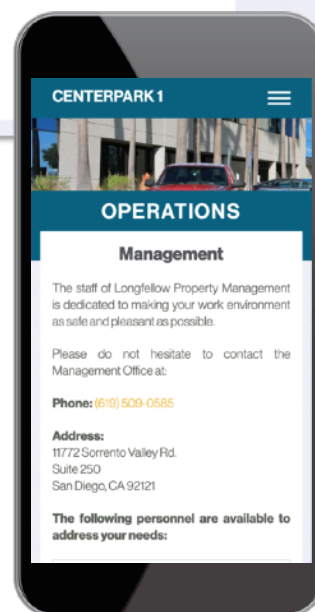 CENTERPARK 1
OPERATIONS
Management
The staff of Longfellow Property Management
is dedicated to making your work environment
as safe and pleasant as possible.
Please do not hesitate to contact the
Management Office at:
Phone: (619) 509-0585
Address:
11772 Sorrento Valley Rd.
Suite 250
San Diego, CA 92121
The following personnel are available to
address your needs: